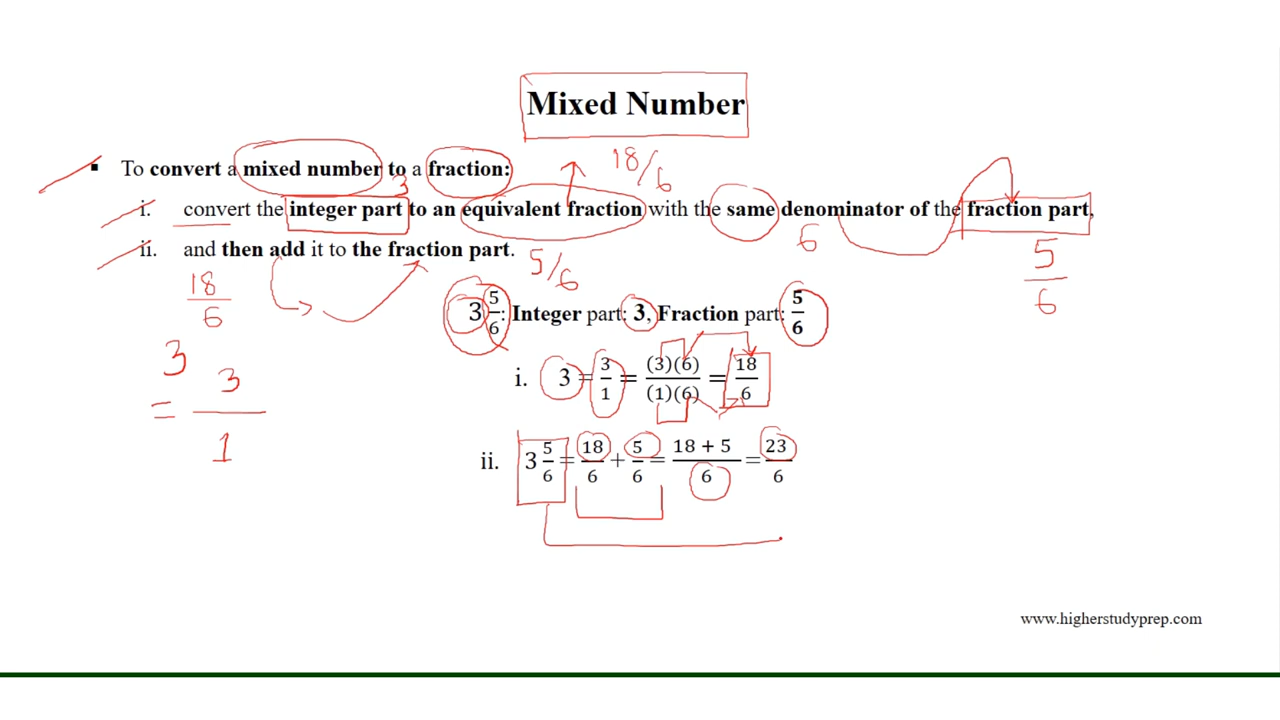 Mixed Number
18/6
▪ To convert a mixed number to a fraction:
3
i. convert the integer part to an equivalent fraction with the same denominator of the fraction part,
6
ii. and then add it to the fraction part.
5/6
5/6
18/6
3 5/6: Integer part: 3, Fraction part: 5/6
3 = 3/1
i. 3 = 3/1 = (3)(6)/(1)(6) = 18/6
ii. 3 5/6 = 18/6 + 5/6 = 18 + 5/6 = 23/6
www.higherstudyprep.com